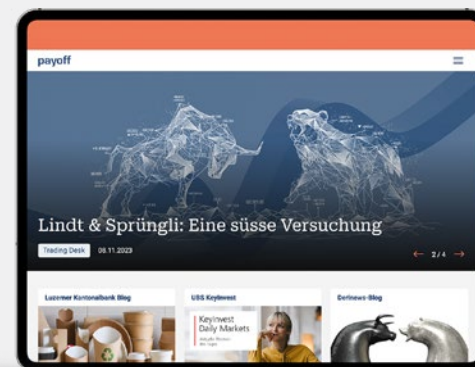 payoff
Lindt & Sprüngli: Eine süsse Versuchung
Trading Desk 08.11.2023
2/4
Luzerner Kantonalbank Blog
UBS KeyInvest
Derinews-Blog
KeyInvest
Daily Markets